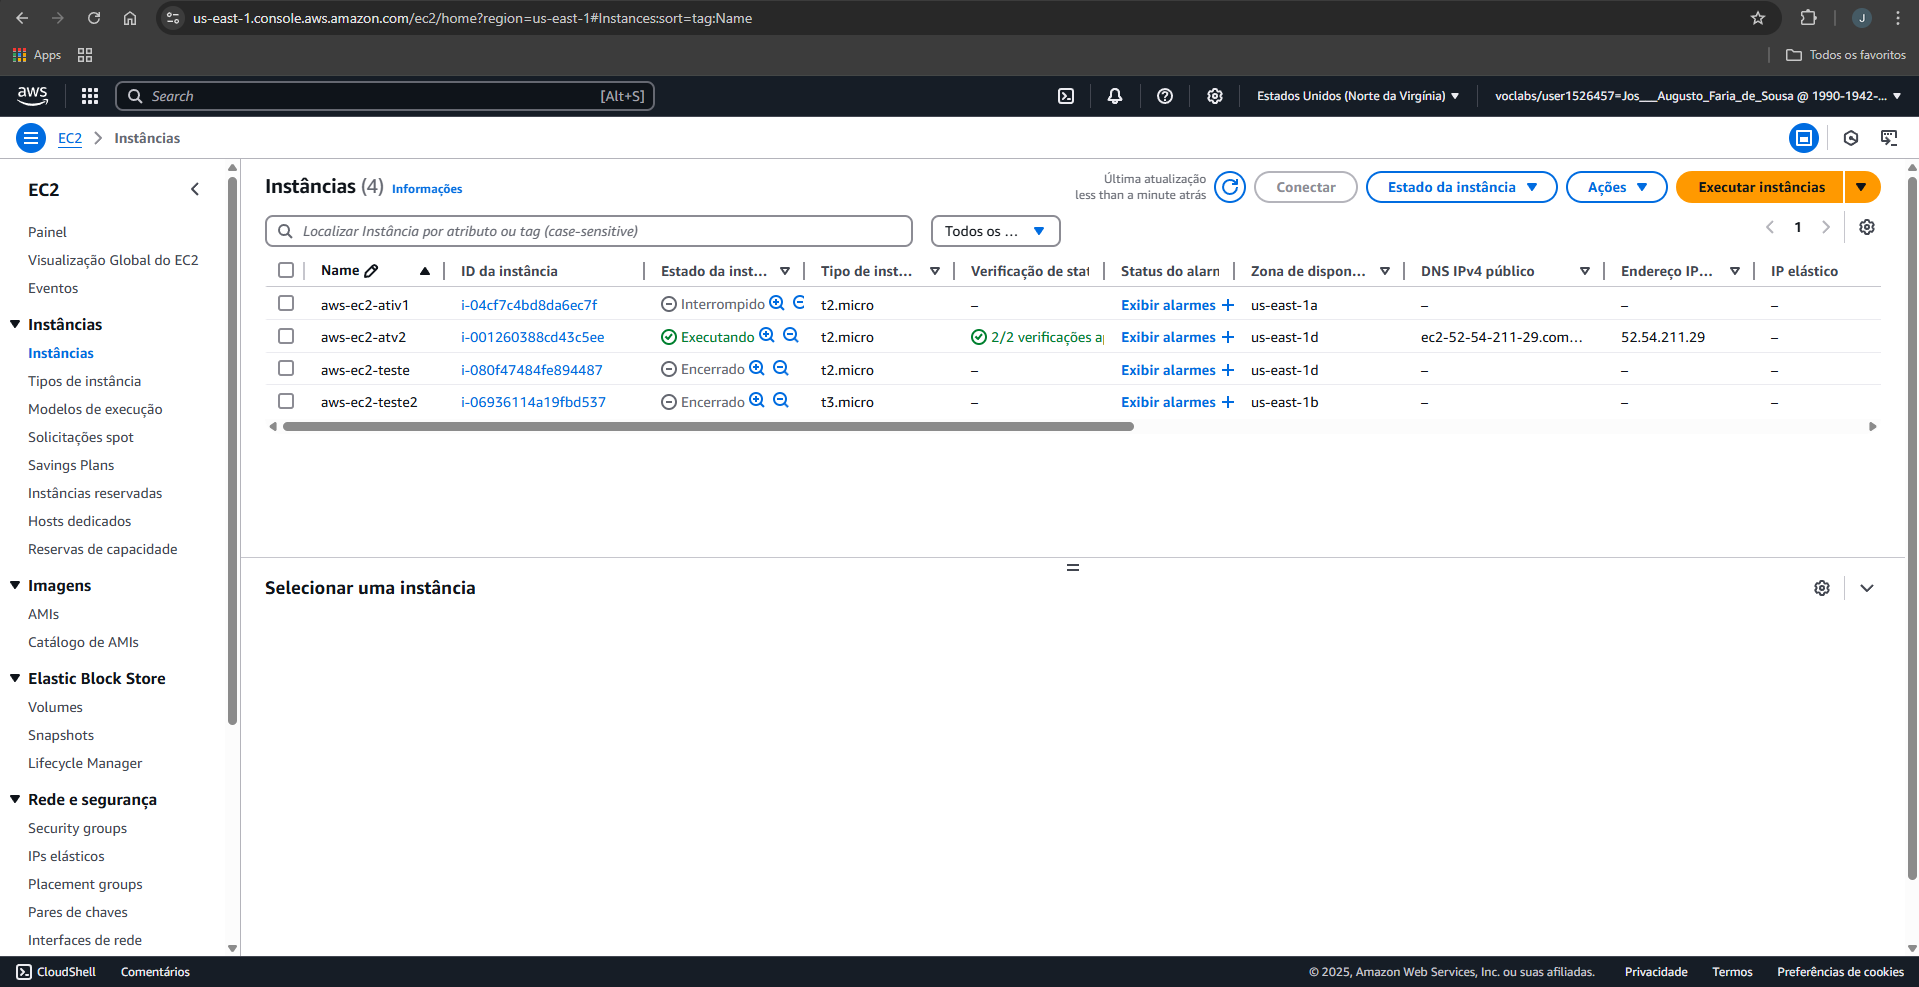 us-east-1.console.aws.amazon.com/ec2/home?region=us-east-1#Instances:sort=tag:Name
Apps
Todos os favoritos
aws
Search
[Alt+S]
Estados Unidos (Norte da Virgínia)
voclabs/user1526457=Jos___Augusto_Faria_de_Sousa @ 1990-1942-...
J
EC2
Instâncias
EC2
Painel
Visualização Global do EC2
Eventos
Instâncias
Instâncias
Tipos de instância
Modelos de execução
Solicitações spot
Savings Plans
Instâncias reservadas
Hosts dedicados
Reservas de capacidade
Imagens
AMIs
Catálogo de AMIs
Elastic Block Store
Volumes
Snapshots
Lifecycle Manager
Rede e segurança
Security groups
IPs elásticos
Placement groups
Pares de chaves
Interfaces de rede
Instâncias (4) Informações
Última atualização
less than a minute atrás
Conectar
Estado da instância
Ações
Executar instâncias
Localizar Instância por atributo ou tag (case-sensitive)
Todos os ...
1
Name ID da instância Estado da inst... Tipo de inst... Verificação de stat Status do alarn Zona de dispon... DNS IPv4 público Endereço IP... IP elástico
aws-ec2-ativ1 i-04cf7c4bd8da6ec7f Interrompido t2.micro – Exibir alarmes + us-east-1a – – –
aws-ec2-atv2 i-001260388cd43c5ee Executando t2.micro 2/2 verificações a Exibir alarmes + us-east-1d ec2-52-54-211-29.com... 52.54.211.29 –
aws-ec2-teste i-080f47484fe894487 Encerrado t2.micro – Exibir alarmes + us-east-1d – – –
aws-ec2-teste2 i-06936114a19fbd537 Encerrado t3.micro – Exibir alarmes + us-east-1b – – –
Selecionar uma instância
CloudShell
Comentários
© 2025, Amazon Web Services, Inc. ou suas afiliadas.
Privacidade
Termos
Preferências de cookies